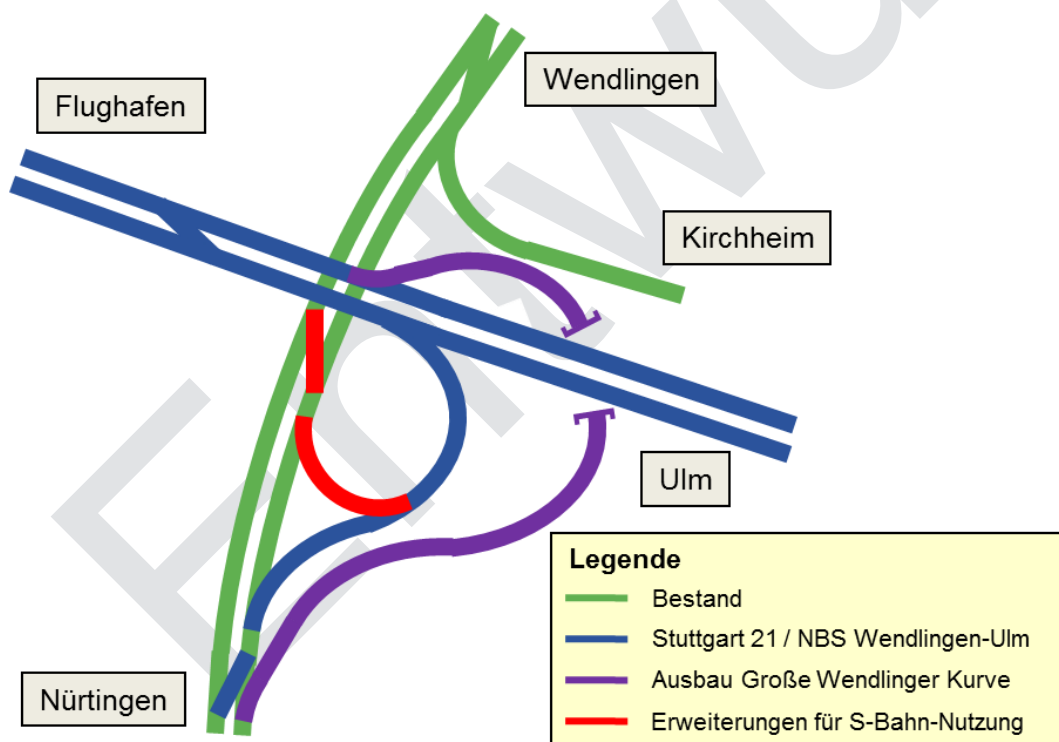 Wendlingen
Flughafen
Kirchheim
Ulm
Nürtingen
Legende
Bestand
Stuttgart 21 / NBS Wendlingen-Ulm
Ausbau Große Wendlinger Kurve
Erweiterungen für S-Bahn-Nutzung